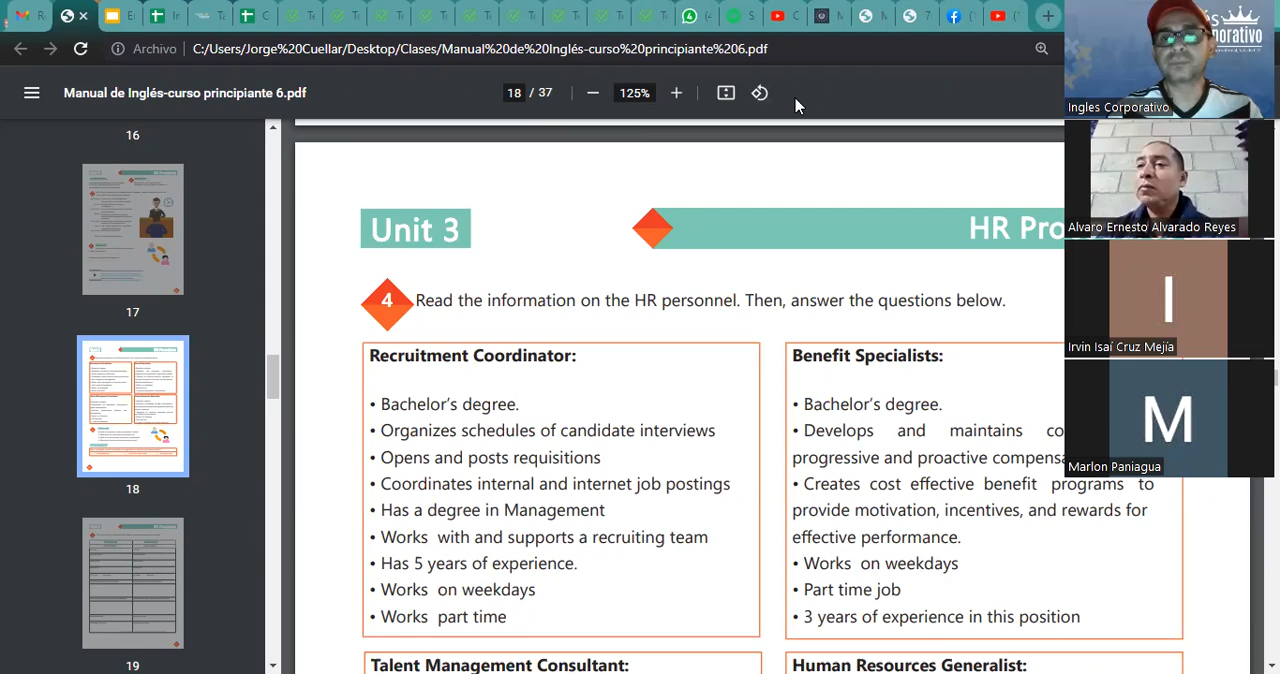 Archivo C:/Users/Jorge%20Cuellar/Desktop/Clases/Manual%20de%20Inglés-curso%20principiante%206.pdf
Manual de Inglés-curso principiante 6.pdf
18 / 37
125%
Ingles Corporativo
Alvaro Ernesto Alvarado Reyes
I
Irvin Isaí Cruz Mejía
M
Marlon Paniagua
16
17
18
19
Unit 3
HR Pro
4 Read the information on the HR personnel. Then, answer the questions below.
Recruitment Coordinator:
• Bachelor's degree.
• Organizes schedules of candidate interviews
• Opens and posts requisitions
• Coordinates internal and internet job postings
• Has a degree in Management
• Works with and supports a recruiting team
• Has 5 years of experience.
• Works on weekdays
• Works part time
Benefit Specialists:
• Bachelor's degree.
• Develops and maintains co
progressive and proactive compensa
• Creates cost effective benefit programs to
provide motivation, incentives, and rewards for
effective performance.
• Works on weekdays
• Part time job
• 3 years of experience in this position
Talent Management Consultant:
Human Resources Generalist: